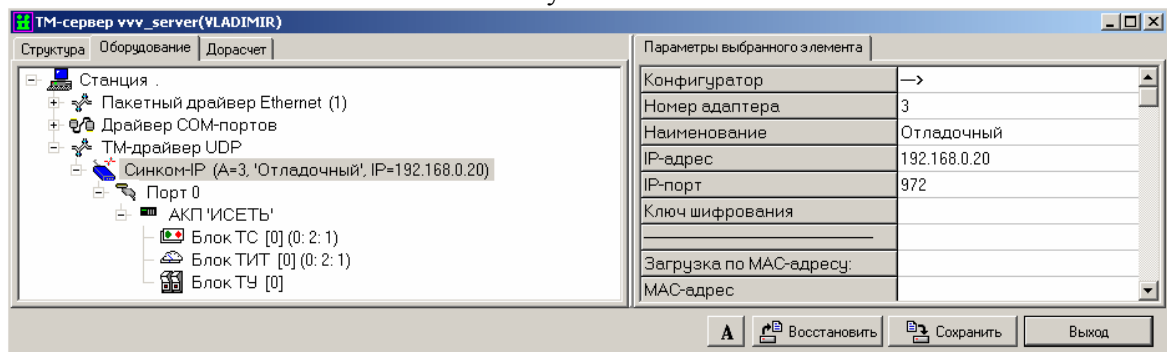 ТМ-сервер vvv_server(VLADIMIR)
Структура Оборудование Дорасчет
Параметры выбранного элемента
Станция .
Пакетный драйвер Ethernet (1)
Драйвер COM-портов
ТМ-драйвер UDP
Синком-IP (A=3, 'Отладочный', IP=192.168.0.20)
Порт 0
АКП 'ИСЕТЬ'
Блок ТС [0] (0: 2: 1)
Блок ТИТ [0] (0: 2: 1)
Блок ТУ [0]
Конфигуратор —>
Номер адаптера 3
Наименование Отладочный
IP-адрес 192.168.0.20
IP-порт 972
Ключ шифрования
Загрузка по MAC-адресу:
MAC-адрес
A Восстановить Сохранить Выход